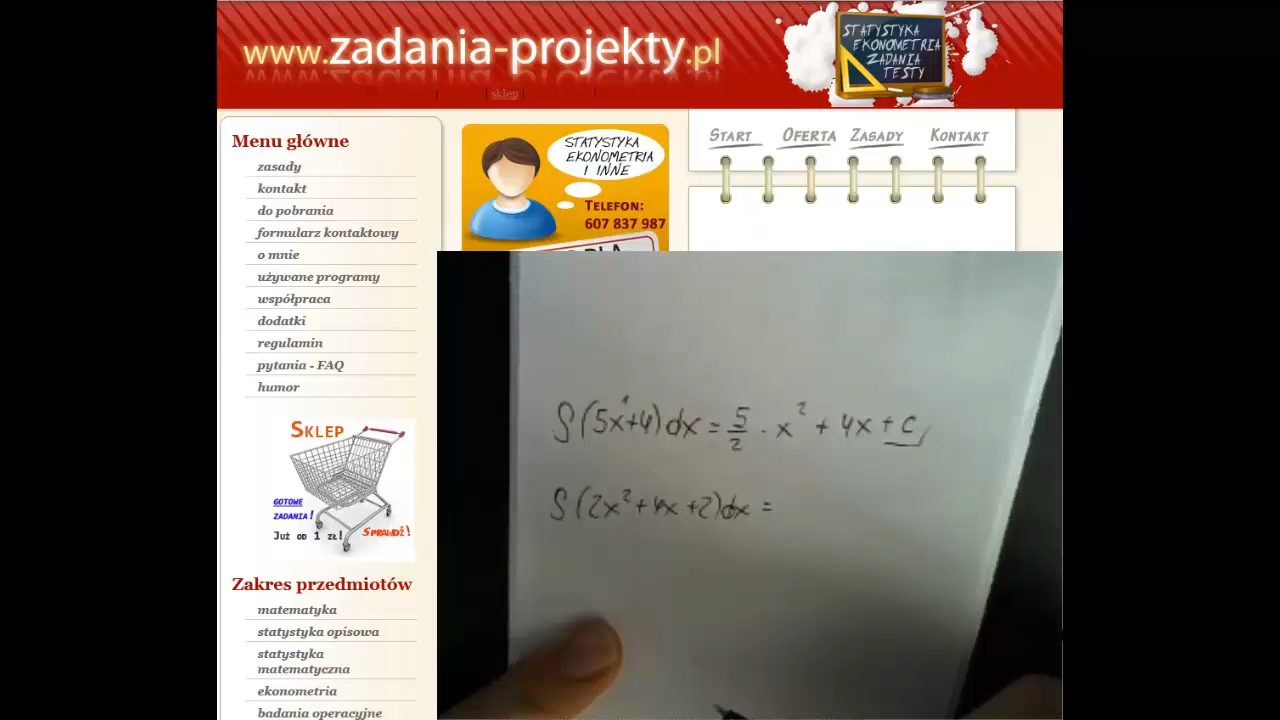 www.zadania-projekty.pl
STATYSTYKA
EKONOMETRIA
ZADANIA
TESTY
sklep
Menu główne
zasady
kontakt
do pobrania
formularz kontaktowy
o mnie
używane programy
współpraca
dodatki
regulamin
pytania - FAQ
humor
SKLEP
GOTOWE
ZADANIA!
JUŻ OD 1 ZŁ!
SPRAWDŹ!
Zakres przedmiotów
matematyka
statystyka opisowa
statystyka
matematyczna
ekonometria
badania operacyjne
STATYSTYKA
EKONOMETRIA
I INNE
TELEFON:
607 837 987
START OFERTA ZASADY KONTAKT
∫(5x¹+4)dx = 5/2 · x² + 4x + C
∫(2x²+4x+2)dx =